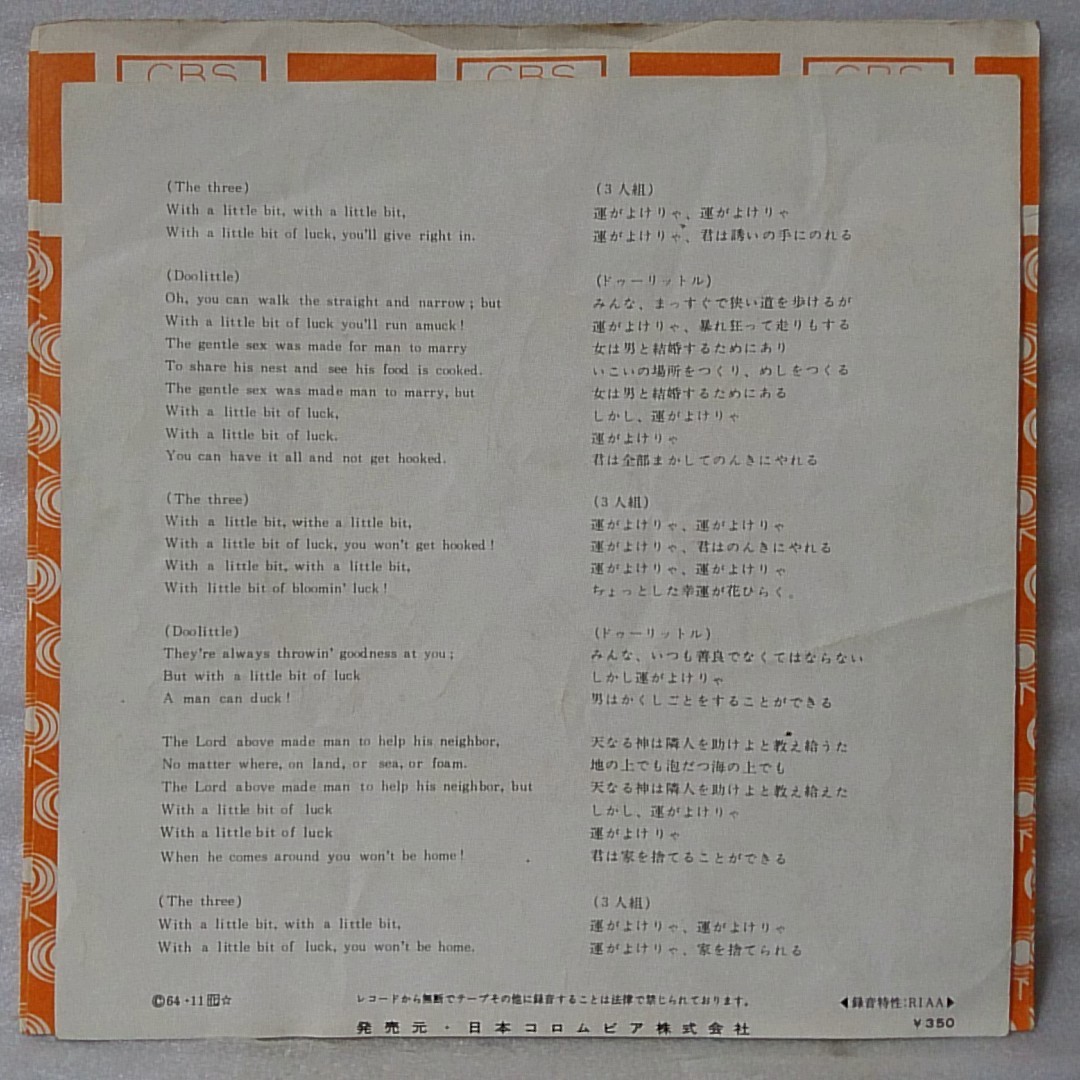 CBS CBS CBS
(The three)
With a little bit, with a little bit,
With a little bit of luck, you'll give right in.
(Doolittle)
Oh, you can walk the straight and narrow; but
With a little bit of luck you'll run amuck!
The gentle sex was made for man to marry
To share his nest and see his food is cooked.
The gentle sex was made man to marry, but
With a little bit of luck,
With a little bit of luck.
You can have it all and not get hooked.
(The three)
With a little bit, withe a little bit,
With a little bit of luck, you won't get hooked!
With a little bit, with a little bit,
With little bit of bloomin' luck!
(Doolittle)
They're always throwin' goodness at you;
But with a little bit of luck
A man can duck!
The Lord above made man to help his neighbor,
No matter where, on land, or sea, or foam.
The Lord above made man to help his neighbor, but
With a little bit of luck
With a little bit of luck
When he comes around you won't be home!
(The three)
With a little bit, with a little bit,
With a little bit of luck, you won't be home.
(3人組)
運がよけりゃ、運がよけりゃ
運がよけりゃ、君は誘いの手にのれる
(ドゥーリットル)
みんな、まっすぐで狭い道を歩けるが
運がよけりゃ、暴れ狂って走りもする
女は男と結婚するためにあり
いこいの場所をつくり、めしをつくる
女は男と結婚するためにある
しかし、運がよけりゃ
運がよけりゃ
君は全部まかしてのんきにやれる
(3人組)
運がよけりゃ、運がよけりゃ
運がよけりゃ、君はのんきにやれる
運がよけりゃ、運がよけりゃ
ちょっとした幸運が花ひらく。
(ドゥーリットル)
みんな、いつも善良でなくてはならない
しかし運がよけりゃ
男はかくしごとをすることができる
天なる神は隣人を助けよと教え給うた
地の上でも泡だつ海の上でも
天なる神は隣人を助けよと教え給えた
しかし、運がよけりゃ
運がよけりゃ
君は家を捨てることができる
(3人組)
運がよけりゃ、運がよけりゃ
運がよけりゃ、家を捨てられる
©64・11 ☆
レコードから無断でテープその他に録音することは法律で禁じられております。
◀録音特性:RIAA▶
発売元・日本コロムビア株式会社
¥350